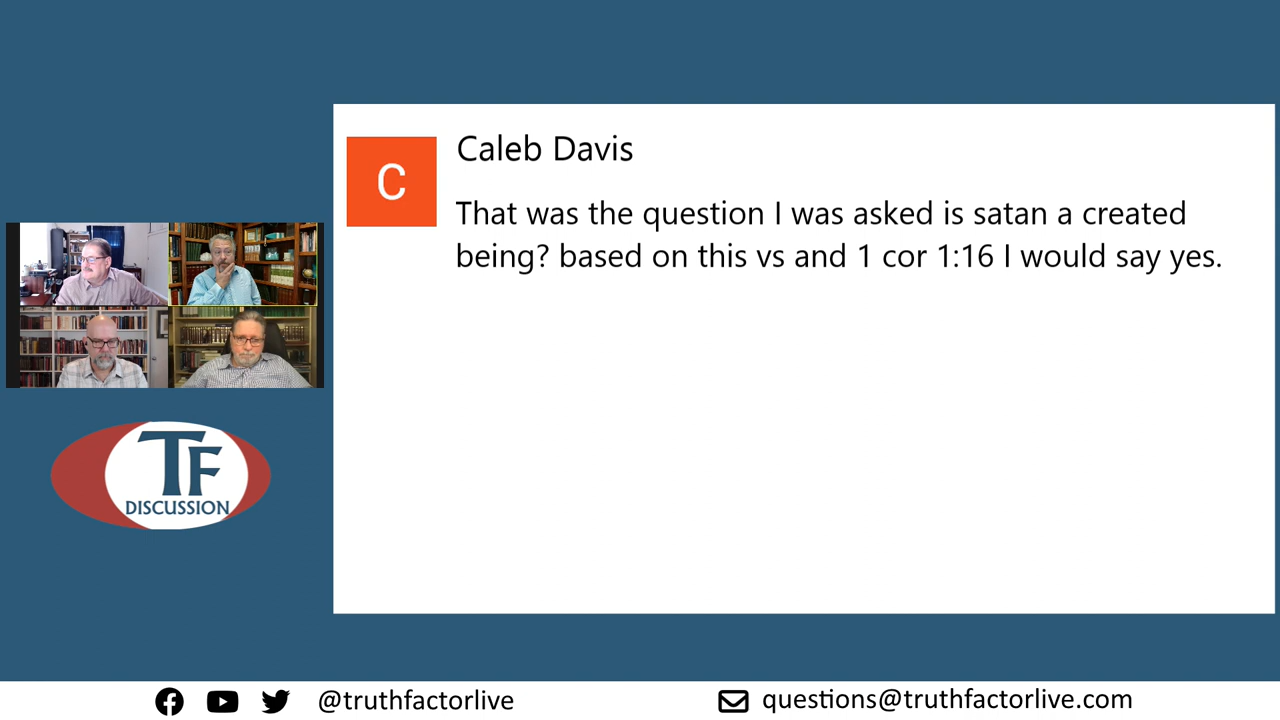 C
Caleb Davis
That was the question I was asked is satan a created
being? based on this vs and 1 cor 1:16 I would say yes.
TF
DISCUSSION
@truthfactorlive
questions@truthfactorlive.com